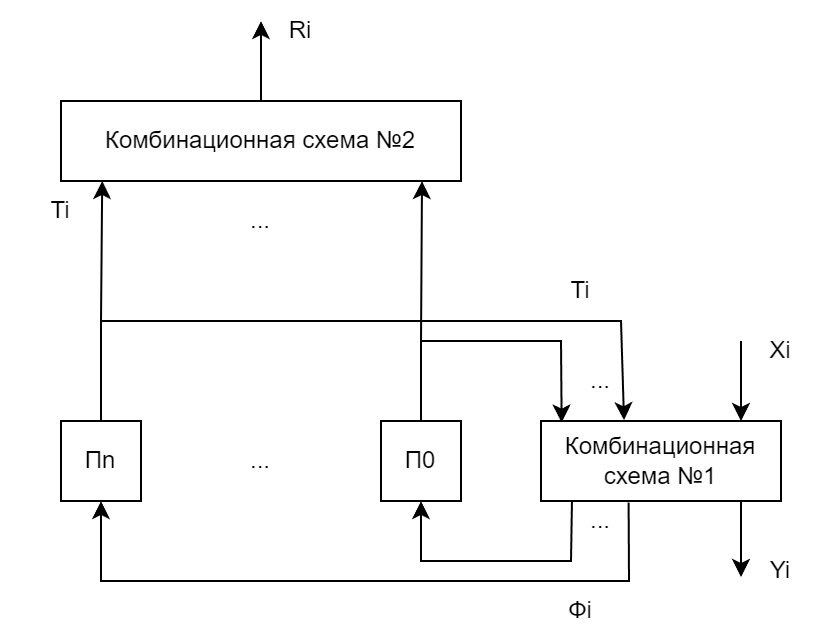 Ri
Комбинационная схема №2
Ti
...
Ti
Xi
...
Пn
...
П0
Комбинационная
схема №1
...
Yi
Фi